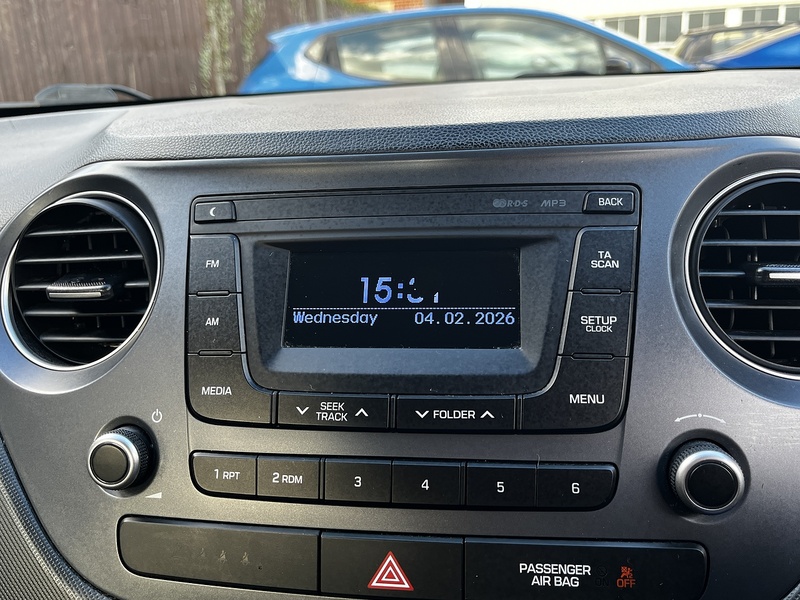 RDS MP3 BACK
FM
TA SCAN
Wednesday 04.02.2026
AM
SETUP
CLOCK
MEDIA
SEEK
TRACK
FOLDER
MENU
1 RPT 2 RDM 3 4 5 6
PASSENGER
AIR BAG
OFF